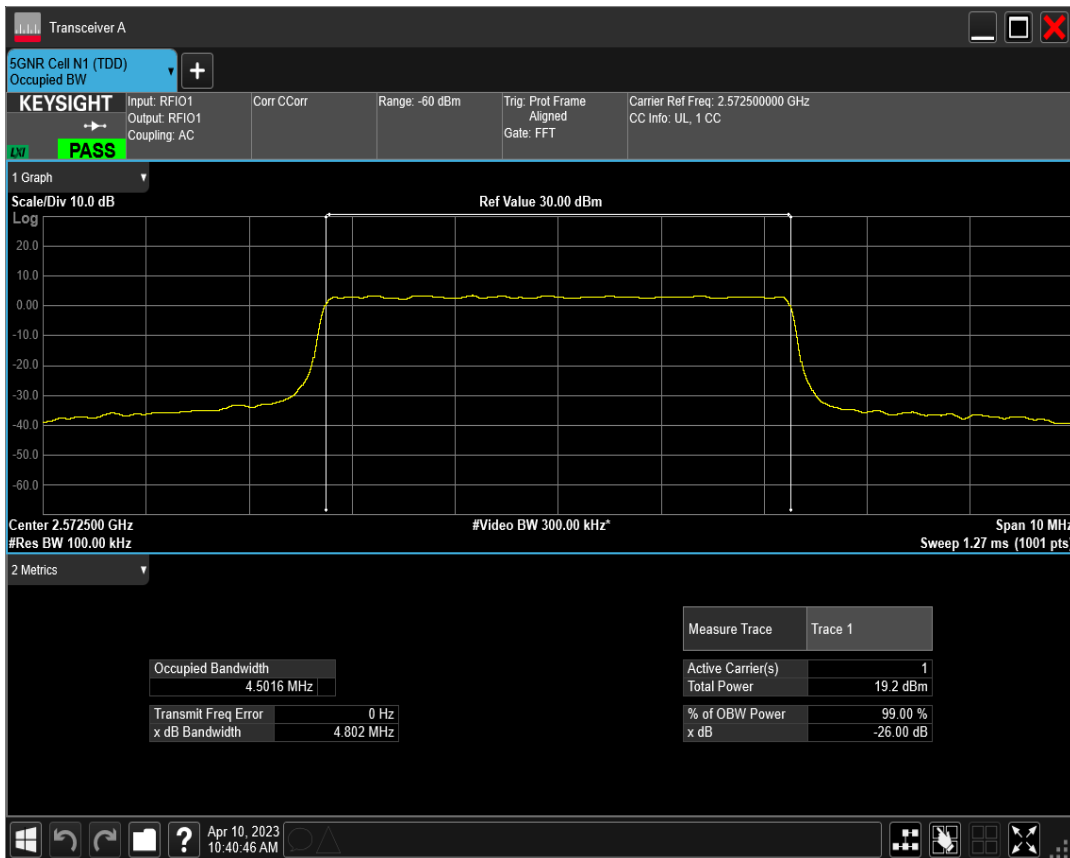 Transceiver A
5GNR Cell N1 (TDD)
Occupied BW
+
KEYSIGHT
LXI
PASS
Input: RFIO1
Output: RFIO1
Coupling: AC
Corr CCorr
Range: -60 dBm
Trig: Prot Frame
Aligned
Gate: FFT
Carrier Ref Freq: 2.572500000 GHz
CC Info: UL, 1 CC
1 Graph
Scale/Div 10.0 dB
Ref Value 30.00 dBm
Log
20.0
10.0
0.00
-10.0
-20.0
-30.0
-40.0
-50.0
-60.0
Center 2.572500 GHz
#Video BW 300.00 kHz*
Span 10 MHz
#Res BW 100.00 kHz
Sweep 1.27 ms (1001 pts)
2 Metrics
Measure Trace Trace 1
Occupied Bandwidth
4.5016 MHz
Active Carrier(s) 1
Total Power 19.2 dBm
Transmit Freq Error 0 Hz
x dB Bandwidth 4.802 MHz
% of OBW Power 99.00 %
x dB -26.00 dB
?
Apr 10, 2023
10:40:46 AM